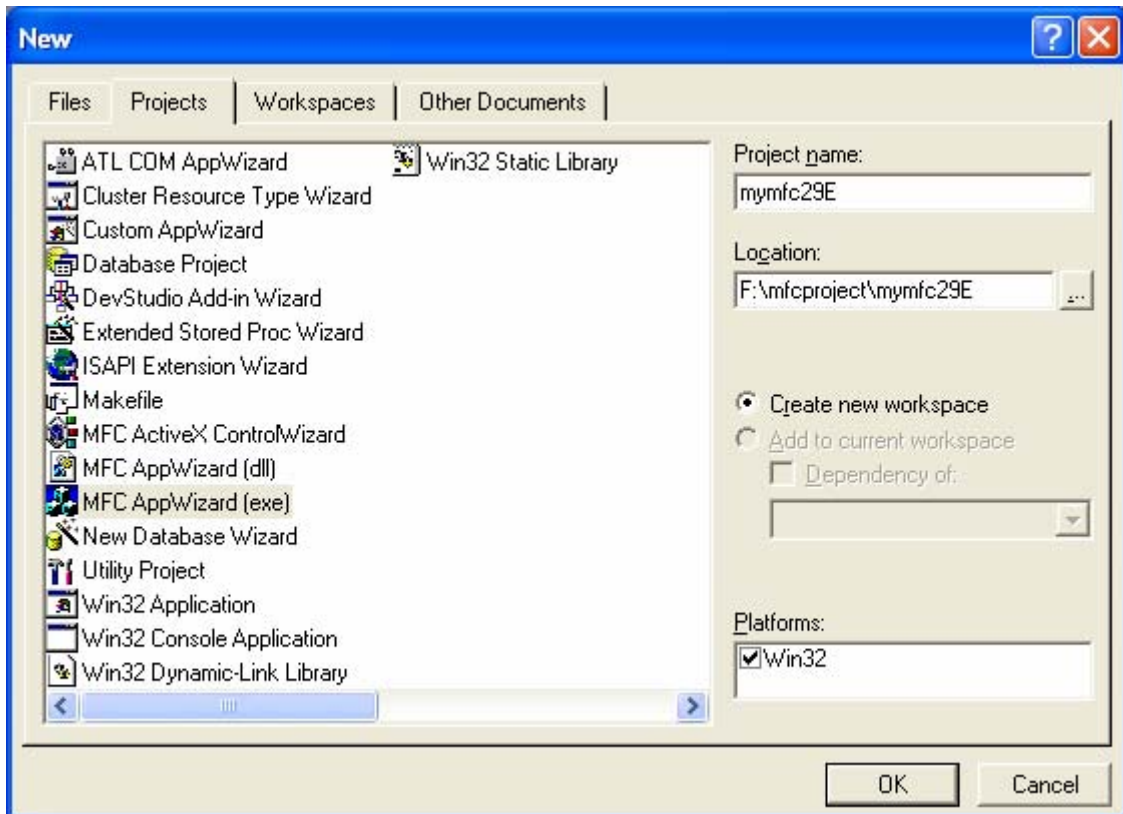 New
Files Projects Workspaces Other Documents
ATL COM AppWizard
Cluster Resource Type Wizard
Custom AppWizard
Database Project
DevStudio Add-in Wizard
Extended Stored Proc Wizard
ISAPI Extension Wizard
Makefile
MFC ActiveX ControlWizard
MFC AppWizard (dll)
MFC AppWizard (exe)
New Database Wizard
Utility Project
Win32 Application
Win32 Console Application
Win32 Dynamic-Link Library
Win32 Static Library
Project name:
mymfc29E
Location:
F:\mfcproject\mymfc29E
...
Create new workspace
Add to current workspace
Dependency of:
Platforms:
Win32
OK Cancel